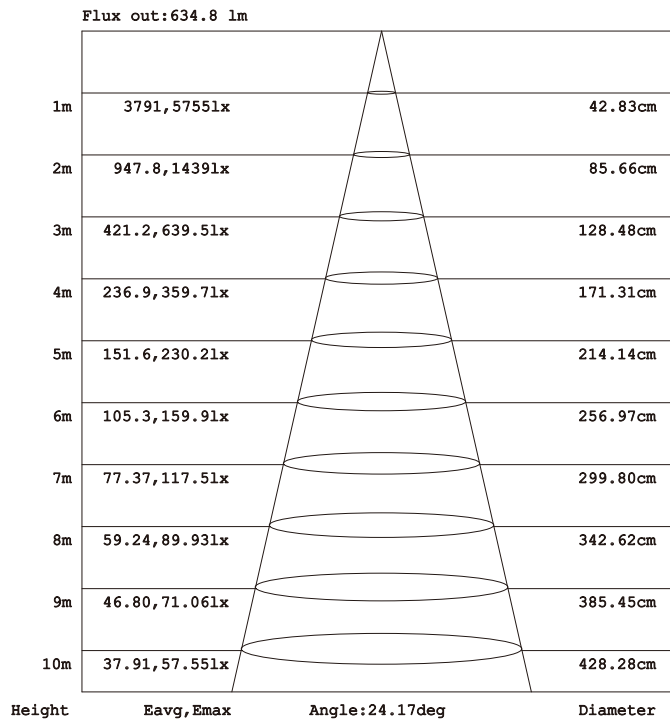 Flux out:634.8 lm
1m 3791,5755lx 42.83cm
2m 947.8,1439lx 85.66cm
3m 421.2,639.5lx 128.48cm
4m 236.9,359.7lx 171.31cm
5m 151.6,230.2lx 214.14cm
6m 105.3,159.9lx 256.97cm
7m 77.37,117.5lx 299.80cm
8m 59.24,89.93lx 342.62cm
9m 46.80,71.06lx 385.45cm
10m 37.91,57.55lx 428.28cm
Height Eavg,Emax Angle:24.17deg Diameter